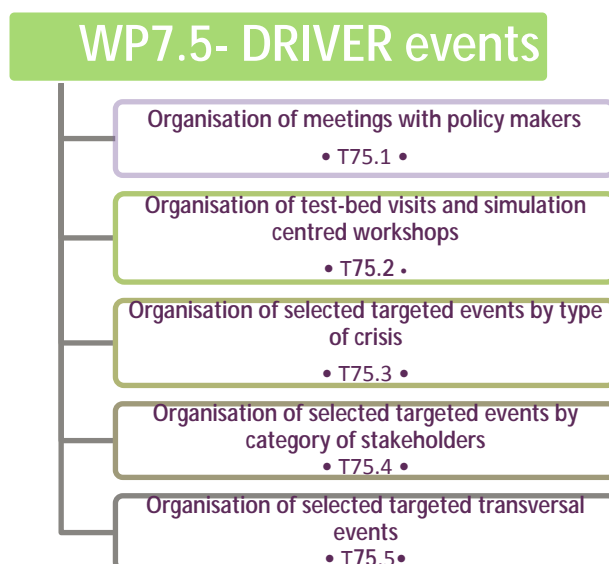 WP7.5- DRIVER events
Organisation of meetings with policy makers
• T75.1 •
Organisation of test-bed visits and simulation
centred workshops
• T75.2 •
Organisation of selected targeted events by type
of crisis
• T75.3 •
Organisation of selected targeted events by
category of stakeholders
• T75.4 •
Organisation of selected targeted transversal
events
• T75.5•